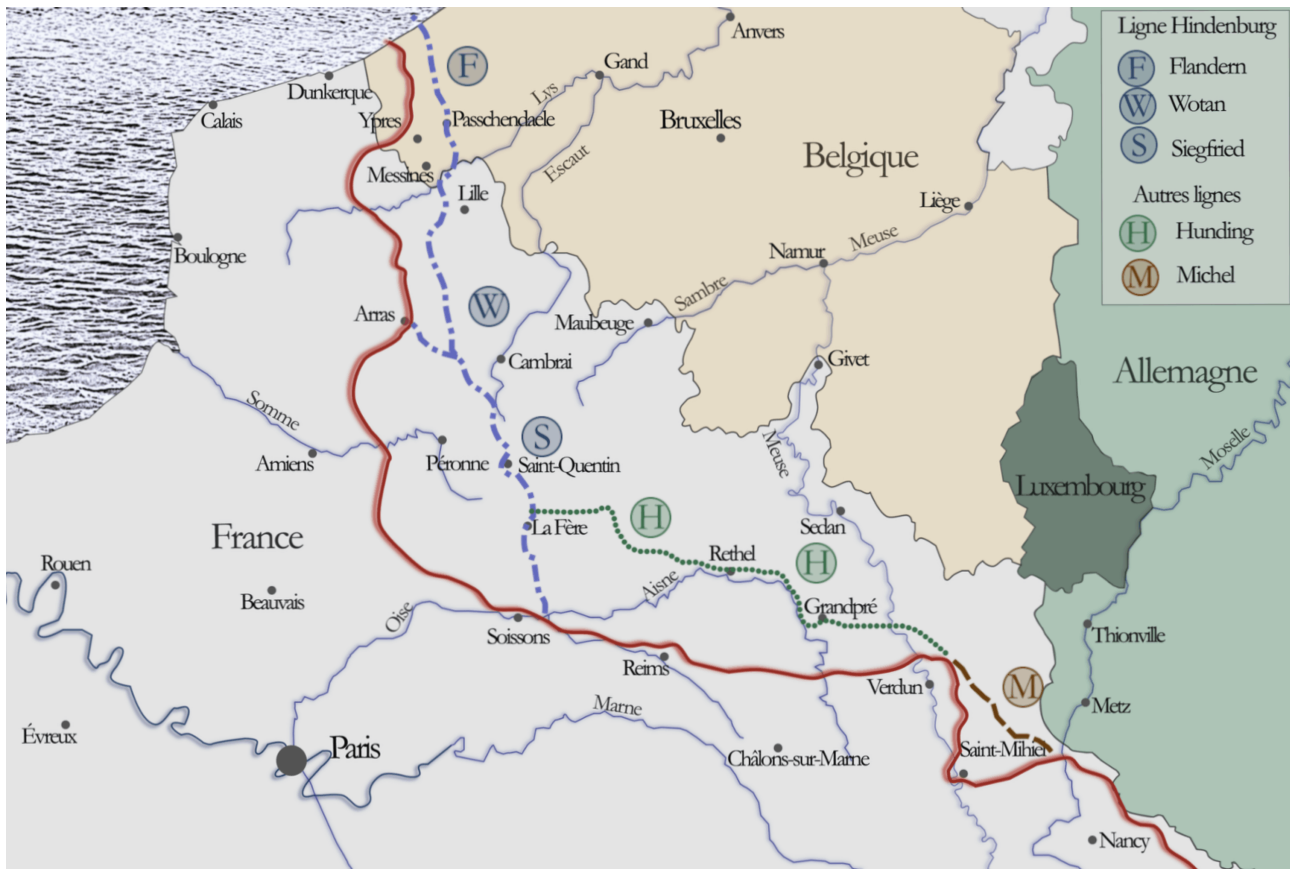 Ligne Hindenburg
F Flandern
W Wotan
S Siegfried
Autres lignes
H Hunding
M Michel
Anvers
F
Gand
Dunkerque
Lys
Calais
Ypres
Passchendaele
Bruxelles
Belgique
Messines
Escaut
Lille
Liège
Boulogne
Namur
Meuse
Sambre
W
Arras
Maubeuge
Cambrai
Givet
Allemagne
Somme
Moselle
S
Meuse
Amiens
Péronne
Saint-Quentin
Luxembourg
France
H
La Fère
Sedan
Rouen
Rethel
H
Aisne
Beauvais
Oise
Grandpré
Soissons
Thionville
Reims
Verdun
M
Marne
Metz
Évreux
Paris
Châlons-sur-Marne
Saint-Mihiel
Nancy